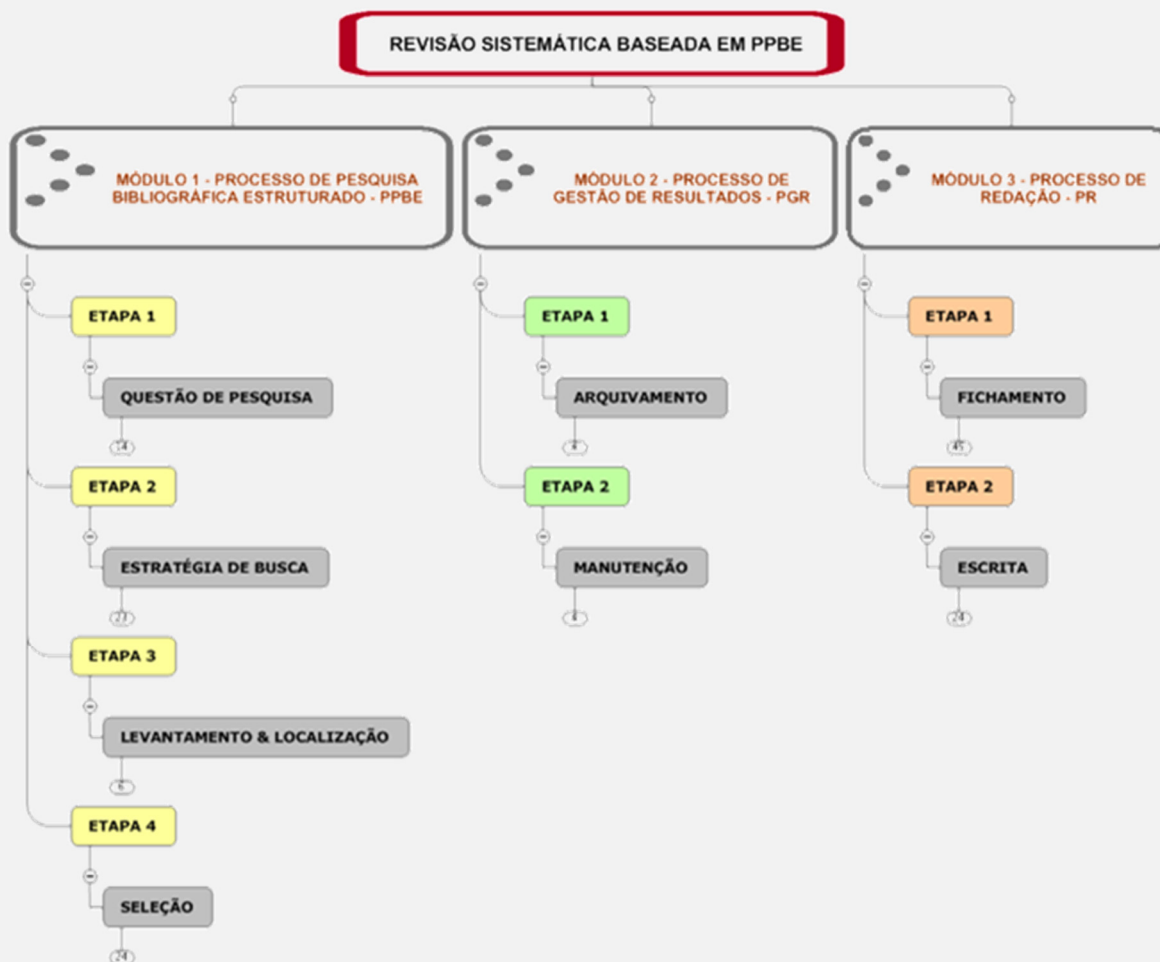 REVISÃO SISTEMÁTICA BASEADA EM PPBE
MÓDULO 1 - PROCESSO DE PESQUISA
BIBLIOGRÁFICA ESTRUTURADO - PPBE
ETAPA 1
QUESTÃO DE PESQUISA
14
ETAPA 2
ESTRATÉGIA DE BUSCA
ETAPA 3
LEVANTAMENTO & LOCALIZAÇÃO
6
ETAPA 4
SELEÇÃO
24
MÓDULO 2 - PROCESSO DE
GESTÃO DE RESULTADOS - PGR
ETAPA 1
ARQUIVAMENTO
ETAPA 2
MANUTENÇÃO
MÓDULO 3 - PROCESSO DE
REDAÇÃO - PR
ETAPA 1
FICHAMENTO
45
ETAPA 2
ESCRITA
24